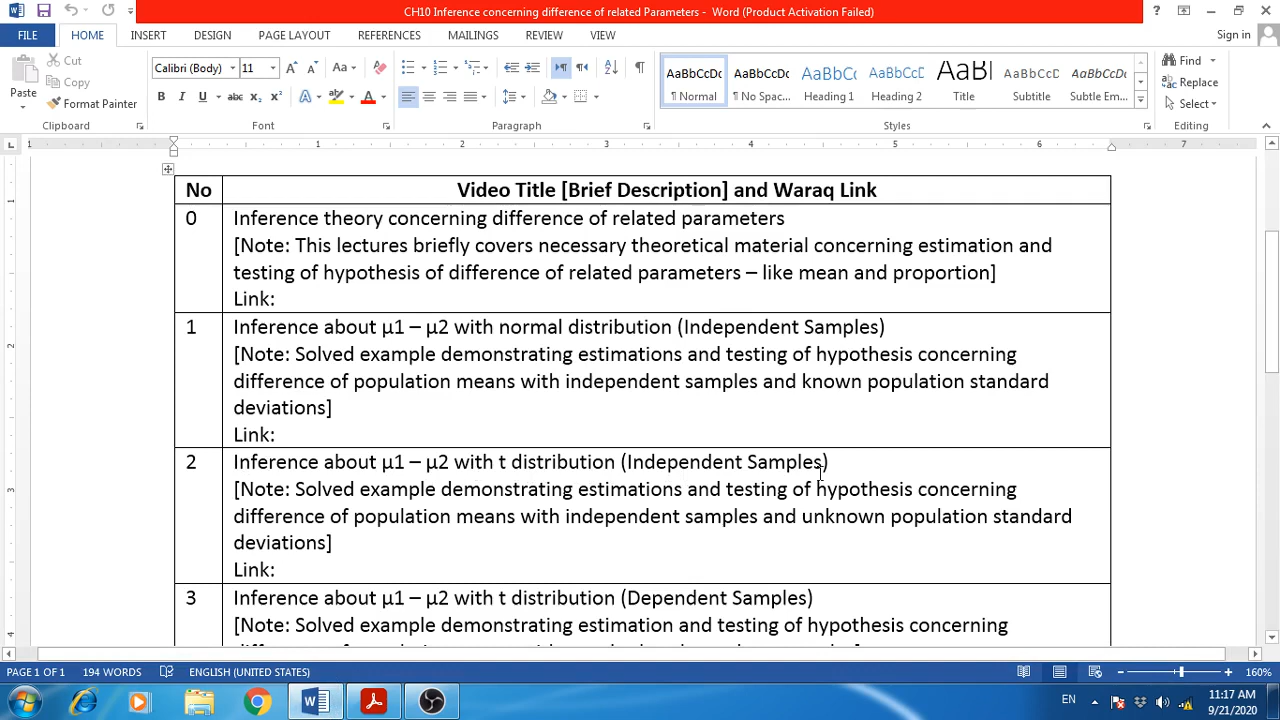 CH10 Inference concerning difference of related Parameters - Word (Product Activation Failed)
FILE HOME INSERT DESIGN PAGE LAYOUT REFERENCES MAILINGS REVIEW VIEW Sign in
Paste Cut Copy Format Painter
Calibri (Body) 11
AaBbCcDc AaBbCcDc AaBbCc AaBbCcC AaBl AaBbCcC AaBbCcDc
¶ Normal ¶ No Spac... Heading 1 Heading 2 Title Subtitle Subtle Em...
Find Replace Select
Clipboard Font Paragraph Styles Editing
No Video Title [Brief Description] and Waraq Link
0 Inference theory concerning difference of related parameters
[Note: This lectures briefly covers necessary theoretical material concerning estimation and
testing of hypothesis of difference of related parameters – like mean and proportion]
Link:
1 Inference about µ1 – µ2 with normal distribution (Independent Samples)
[Note: Solved example demonstrating estimations and testing of hypothesis concerning
difference of population means with independent samples and known population standard
deviations]
Link:
2 Inference about µ1 – µ2 with t distribution (Independent Samples)
[Note: Solved example demonstrating estimations and testing of hypothesis concerning
difference of population means with independent samples and unknown population standard
deviations]
Link:
3 Inference about µ1 – µ2 with t distribution (Dependent Samples)
[Note: Solved example demonstrating estimation and testing of hypothesis concerning
PAGE 1 OF 1 194 WORDS ENGLISH (UNITED STATES) 160%
EN 11:17 AM
9/21/2020